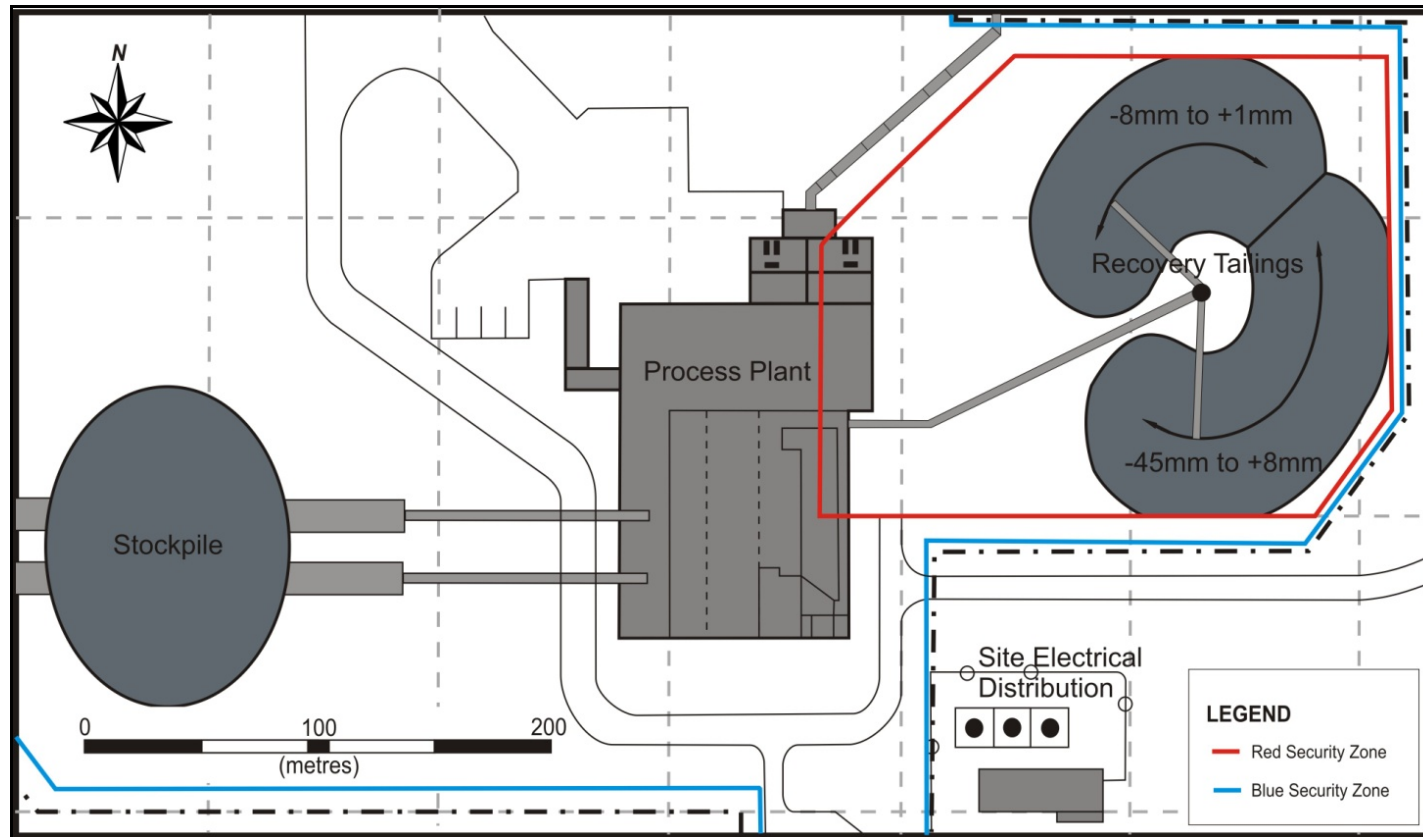 N
-8mm to +1mm
Recovery Tailings
Process Plant
-45mm to +8mm
Stockpile
Site Electrical
Distribution
0 100 200
(metres)
LEGEND
Red Security Zone
Blue Security Zone